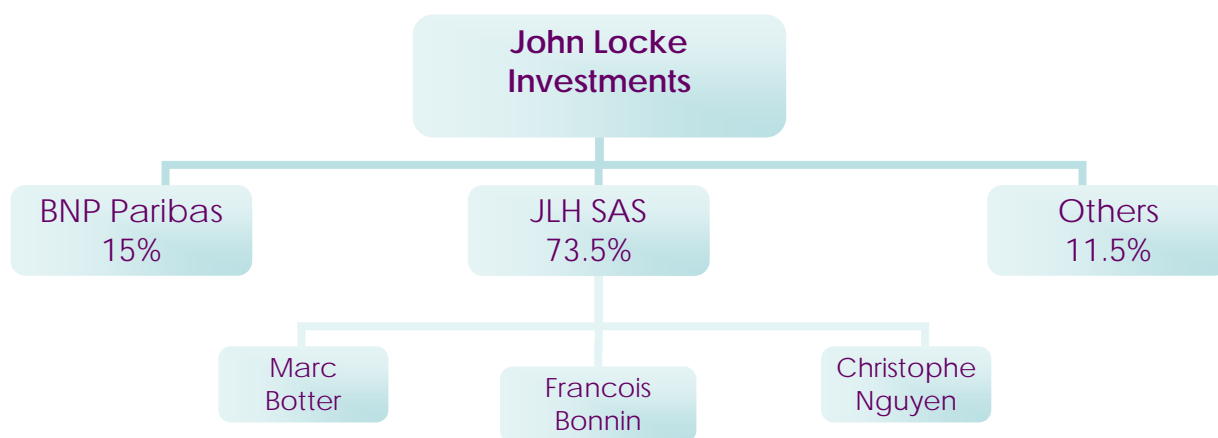 John Locke
Investments
BNP Paribas
15%
JLH SAS
73.5%
Others
11.5%
Marc
Botter
Francois
Bonnin
Christophe
Nguyen